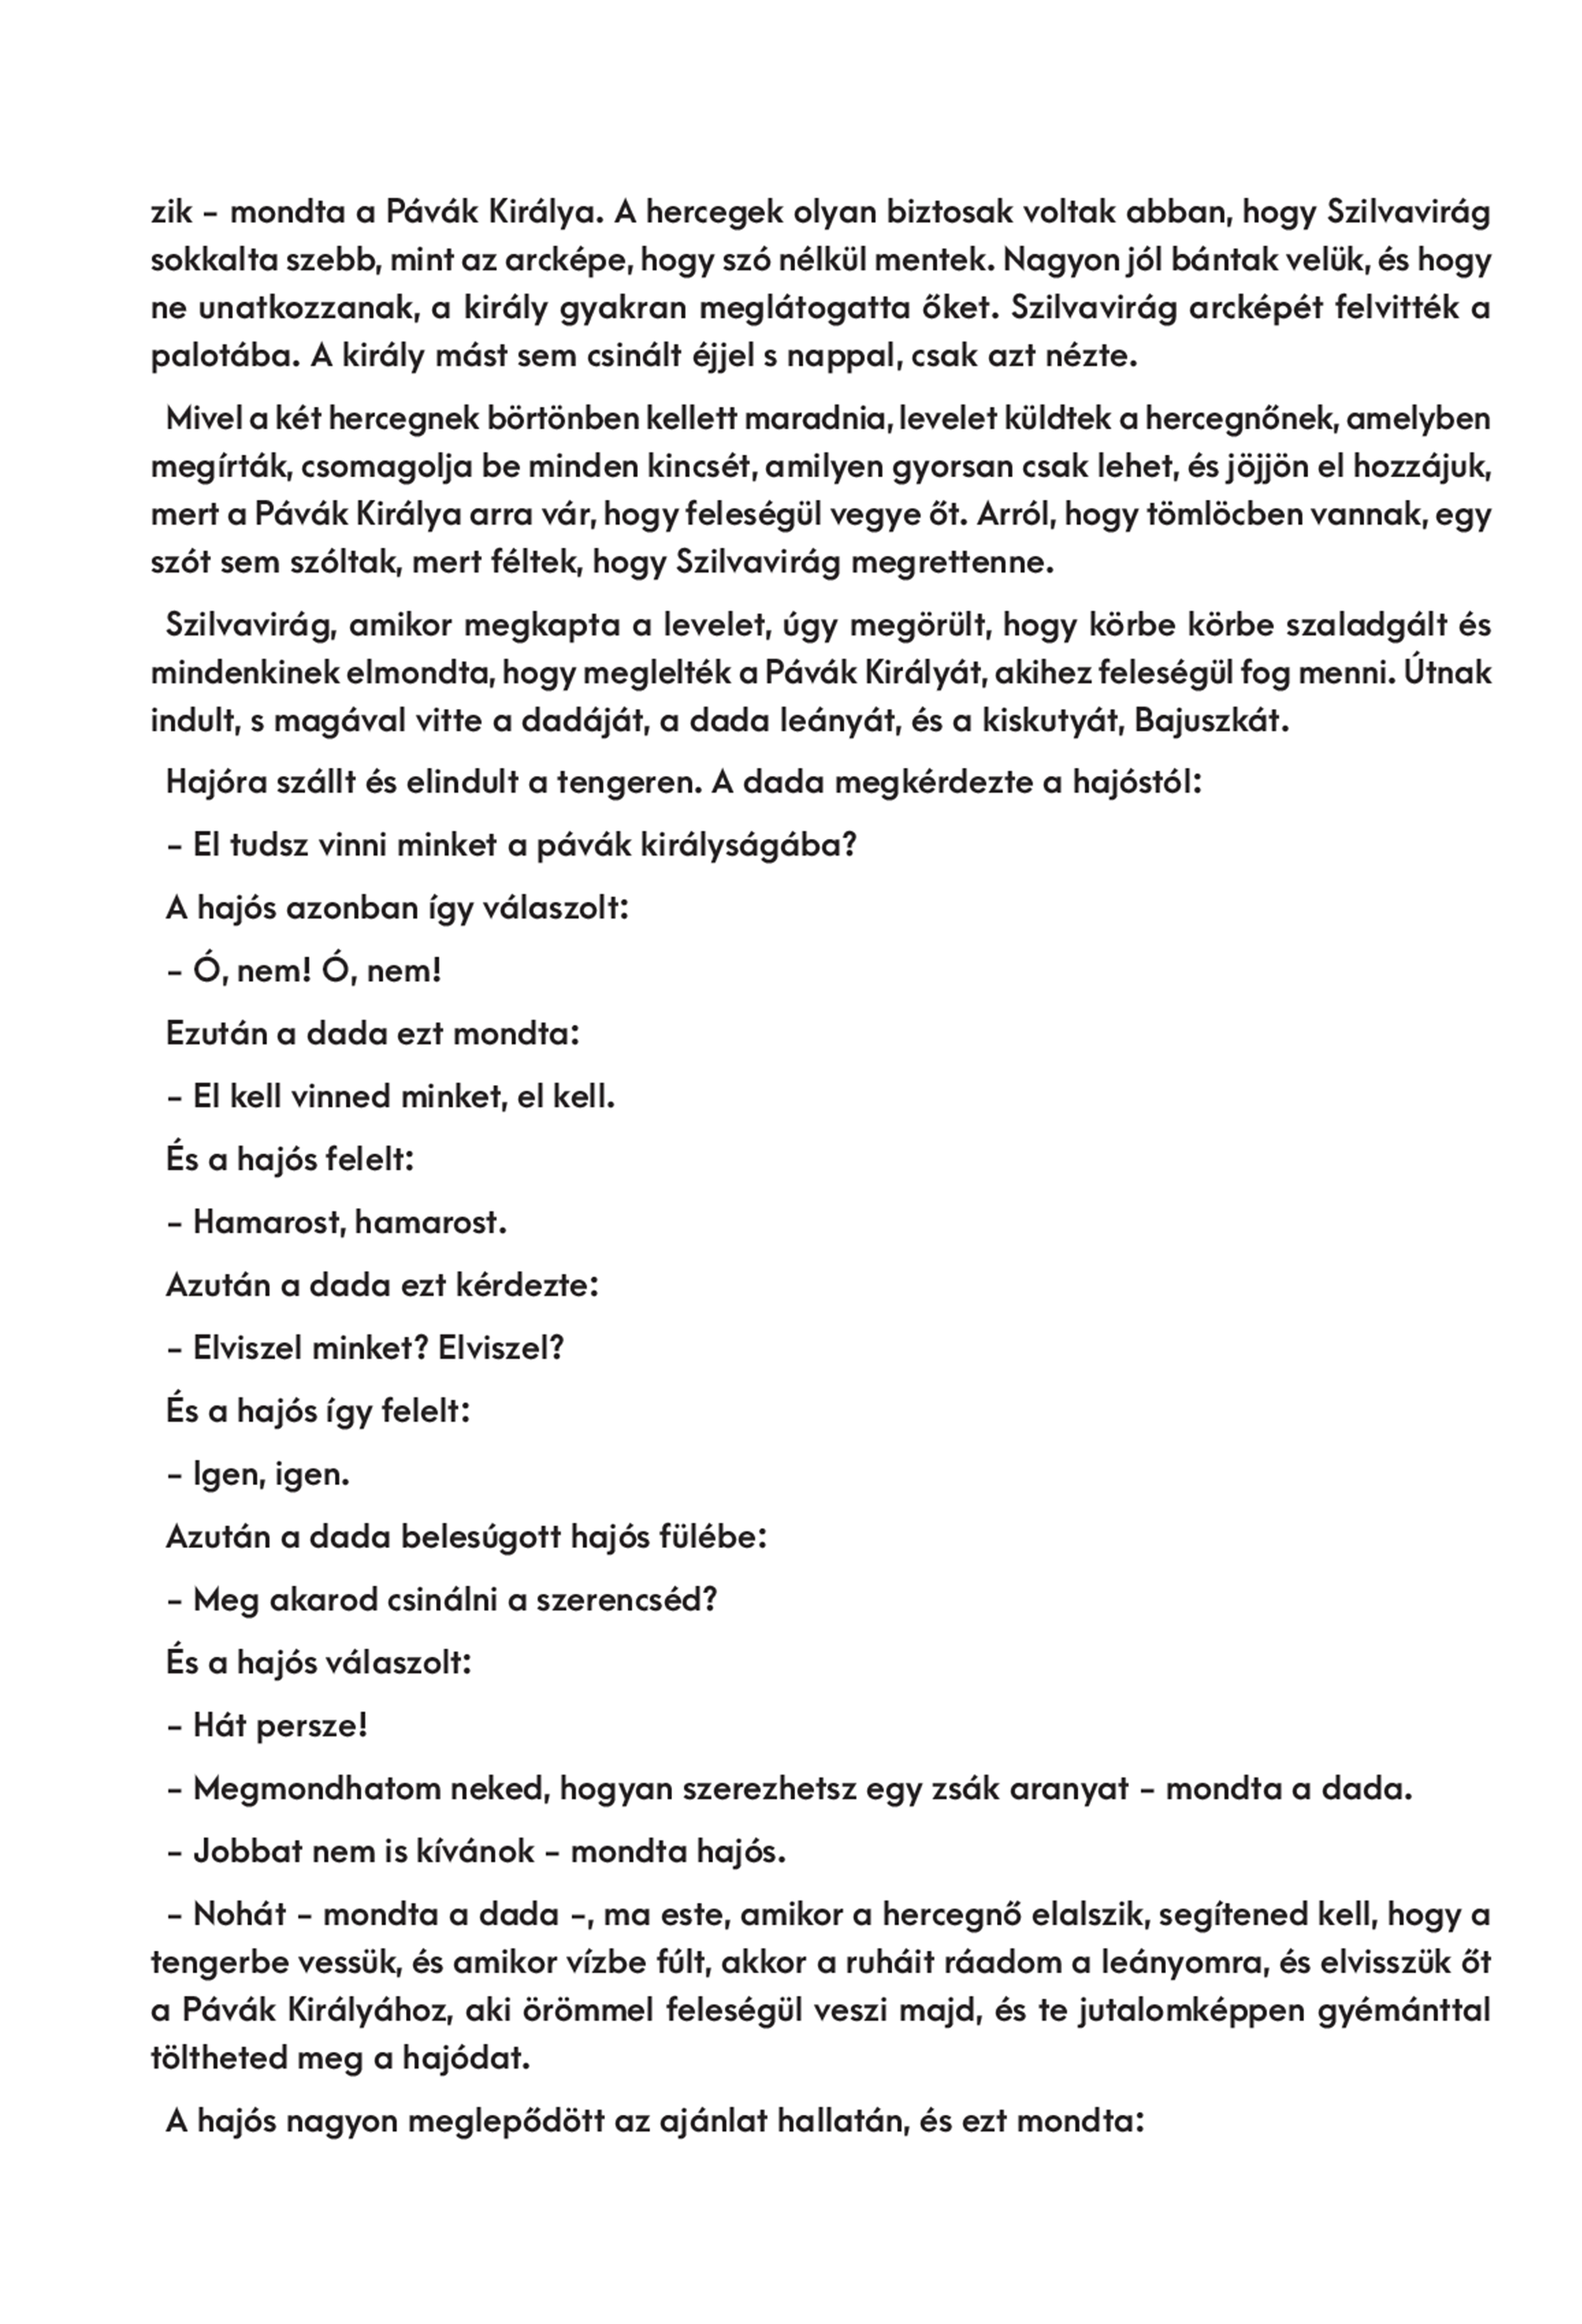 zik – mondta a Pávák Királya. A hercegek olyan biztosak voltak abban, hogy Szilvavirág
sokkalta szebb, mint az arcképe, hogy szó nélkül mentek. Nagyon jól bántak velük, és hogy
ne unatkozzanak, a király gyakran meglátogatta őket. Szilvavirág arcképét felvitték a
palotába. A király mást sem csinált éjjel s nappal, csak azt nézte.
Mivel a két hercegnek börtönben kellett maradnia, levelet küldtek a hercegnőnek, amelyben
megírták, csomagolja be minden kincsét, amilyen gyorsan csak lehet, és jöjjön el hozzájuk,
mert a Pávák Királya arra vár, hogy feleségül vegye őt. Arról, hogy tömlöcben vannak, egy
szót sem szóltak, mert féltek, hogy Szilvavirág megrettenne.
Szilvavirág, amikor megkapta a levelet, úgy megörült, hogy körbe körbe szaladgált és
mindenkinek elmondta, hogy meglelték a Pávák Királyát, akihez feleségül fog menni. Útnak
indult, s magával vitte a dadáját, a dada leányát, és a kiskutyát, Bajuszkát.
Hajóra szállt és elindult a tengeren. A dada megkérdezte a hajóstól:
– El tudsz vinni minket a pávák királyságába?
A hajós azonban így válaszolt:
– Ó, nem! Ó, nem!
Ezután a dada ezt mondta:
– El kell vinned minket, el kell.
És a hajós felelt:
– Hamarost, hamarost.
Azután a dada ezt kérdezte:
– Elviszel minket? Elviszel?
És a hajós így felelt:
– Igen, igen.
Azután a dada belesúgott hajós fülébe:
– Meg akarod csinálni a szerencséd?
És a hajós válaszolt:
– Hát persze!
– Megmondhatom neked, hogyan szerezhetsz egy zsák aranyat – mondta a dada.
– Jobbat nem is kívánok – mondta hajós.
– Nohát – mondta a dada –, ma este, amikor a hercegnő elalszik, segítened kell, hogy a
tengerbe vessük, és amikor vízbe fúlt, akkor a ruháit ráadom a leányomra, és elvisszük őt
a Pávák Királyához, aki örömmel feleségül veszi majd, és te jutalomképpen gyémánttal
töltheted meg a hajódat.
A hajós nagyon meglepődött az ajánlat hallatán, és ezt mondta: